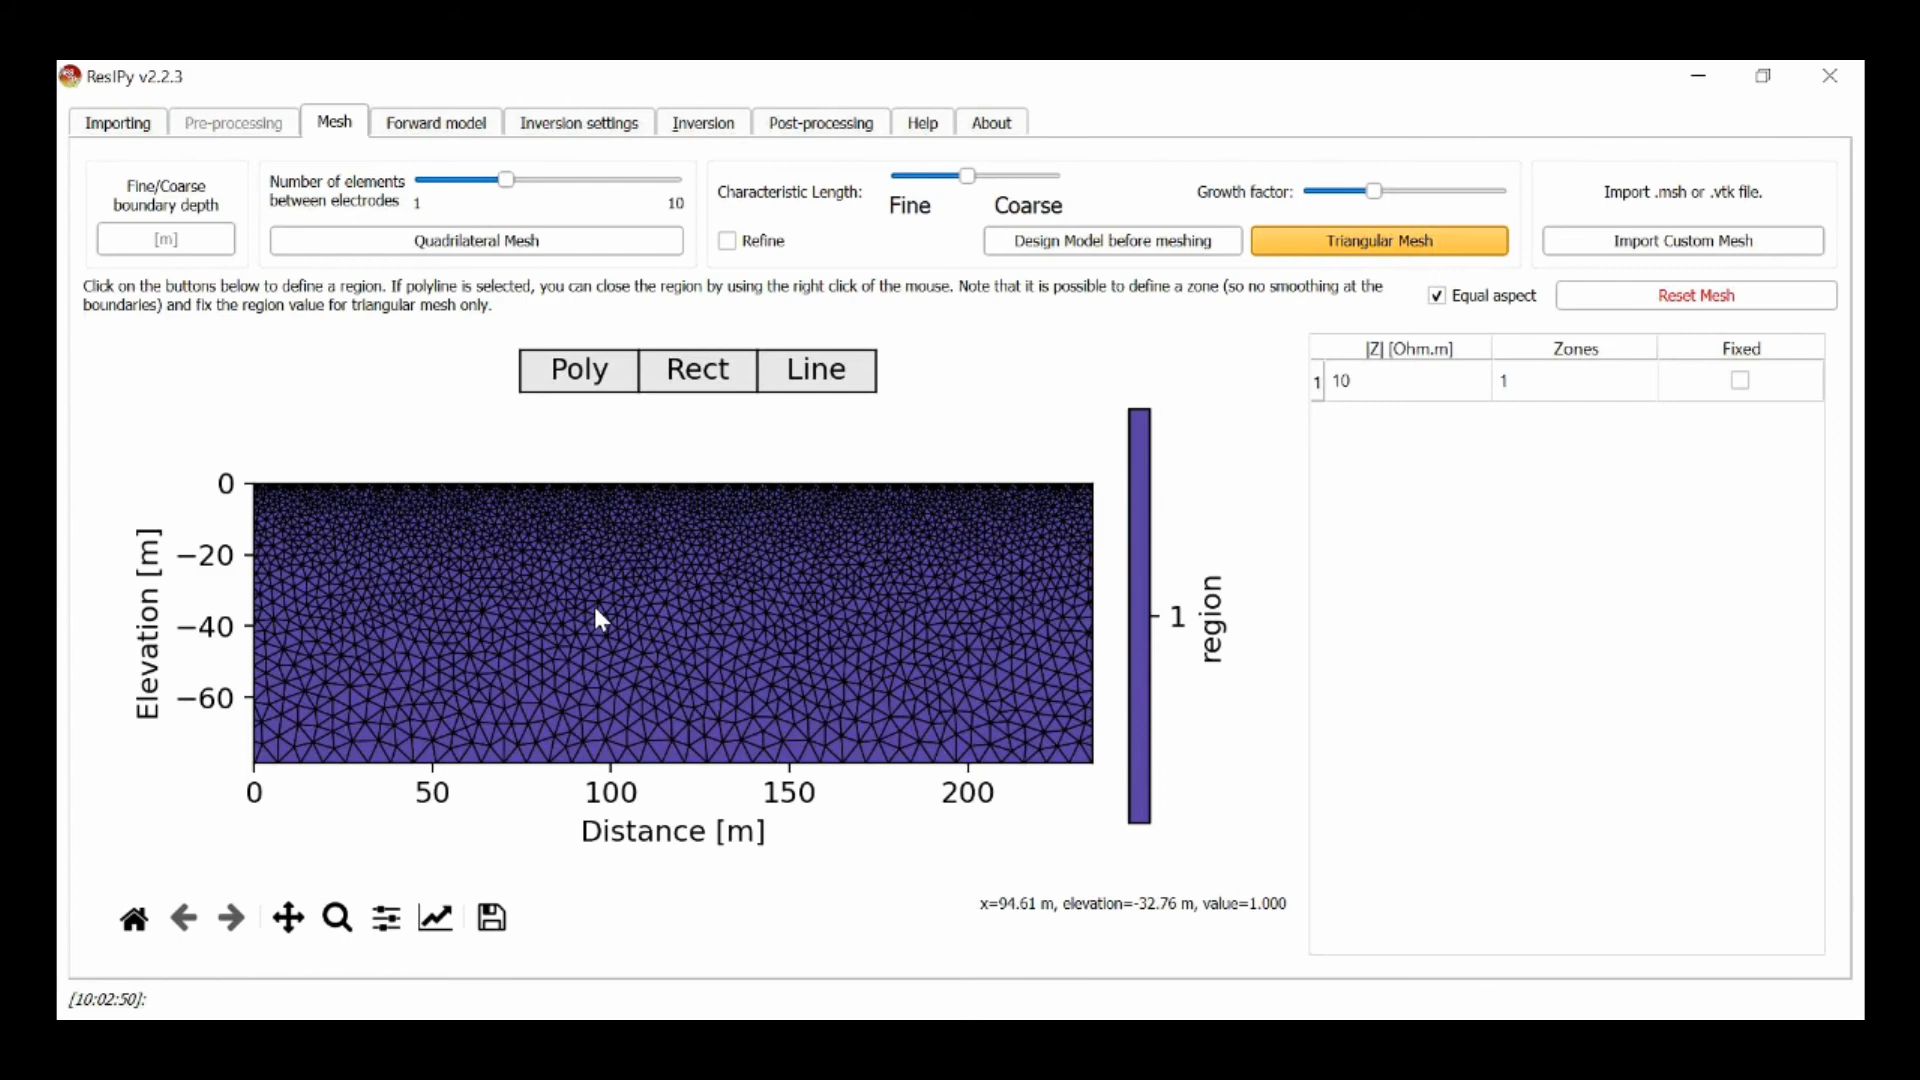 ResIPy v2.2.3
Importing
Pre-processing
Mesh
Forward model
Inversion settings
Inversion
Post-processing
Help
About
Fine/Coarse
boundary depth
[m]
Number of elements
between electrodes
1
10
Quadrilateral Mesh
Characteristic Length:
Fine
Coarse
Growth factor:
Refine
Design Model before meshing
Triangular Mesh
Import .msh or .vtk file.
Import Custom Mesh
Click on the buttons below to define a region. If polyline is selected, you can close the region by using the right click of the mouse. Note that it is possible to define a zone (so no smoothing at the
boundaries) and fix the region value for triangular mesh only.
Equal aspect
Reset Mesh
Poly
Rect
Line
|Z| [Ohm.m]
Zones
Fixed
1
10
1
0
−20
−40
−60
Elevation [m]
0
50
100
150
200
Distance [m]
1
region
x=94.61 m, elevation=-32.76 m, value=1.000
[10:02:50]: